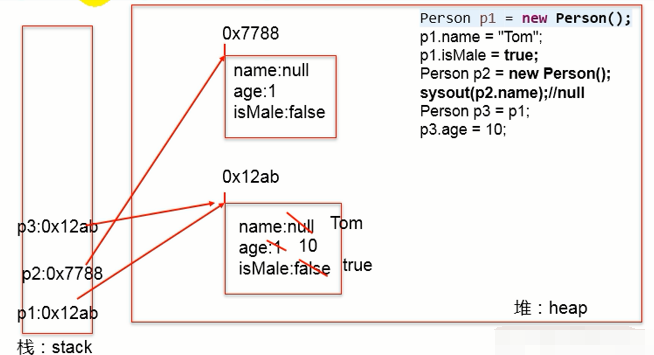 0x7788
name:null
age:1
isMale:false
0x12ab
name:null Tom
age:1 10
isMale:false true
p3:0x12ab
p2:0x7788
p1:0x12ab
栈：stack
堆：heap
Person p1 = new Person();
p1.name = "Tom";
p1.isMale = true;
Person p2 = new Person();
sysout(p2.name);//null
Person p3 = p1;
p3.age = 10;